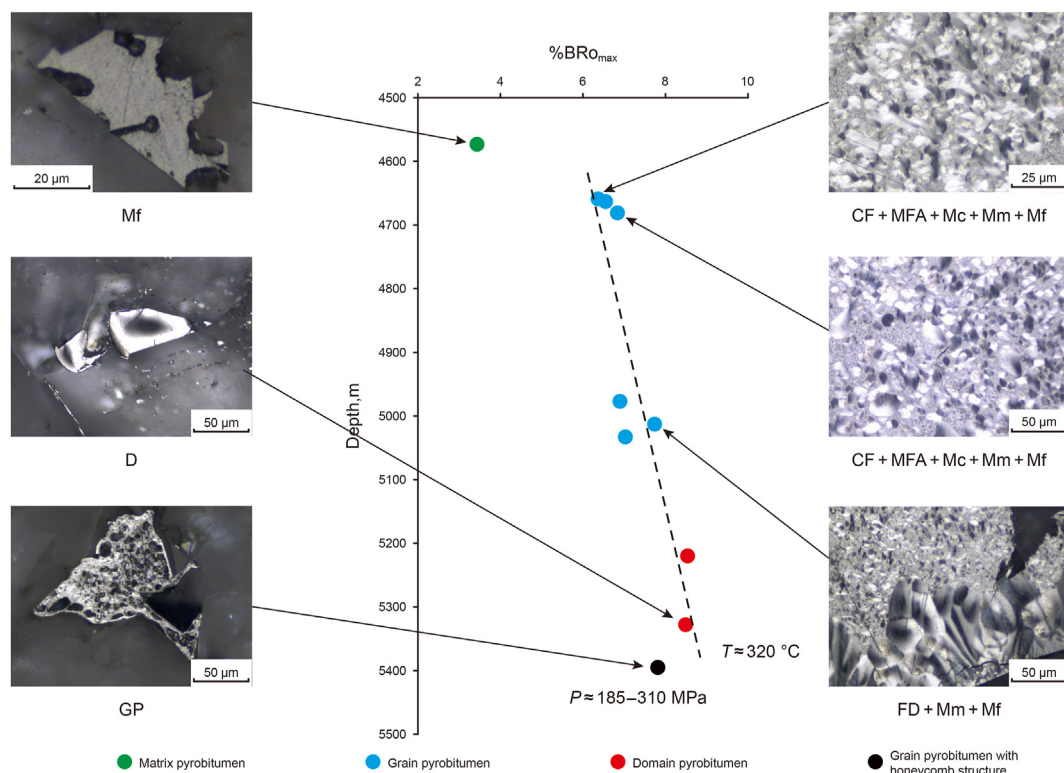 %BRomax
2 4 6 8 10
4500
4600
4700
4800
4900
5000
5100
5200
5300
5400
5500
Depth,m
20 µm
Mf
50 µm
D
50 µm
GP
25 µm
CF + MFA + Mc + Mm + Mf
50 µm
CF + MFA + Mc + Mm + Mf
50 µm
FD + Mm + Mf
T ≈ 320 °C
P ≈ 185–310 MPa
Matrix pyrobitumen
Grain pyrobitumen
Domain pyrobitumen
Grain pyrobitumen with
honeycomb structure